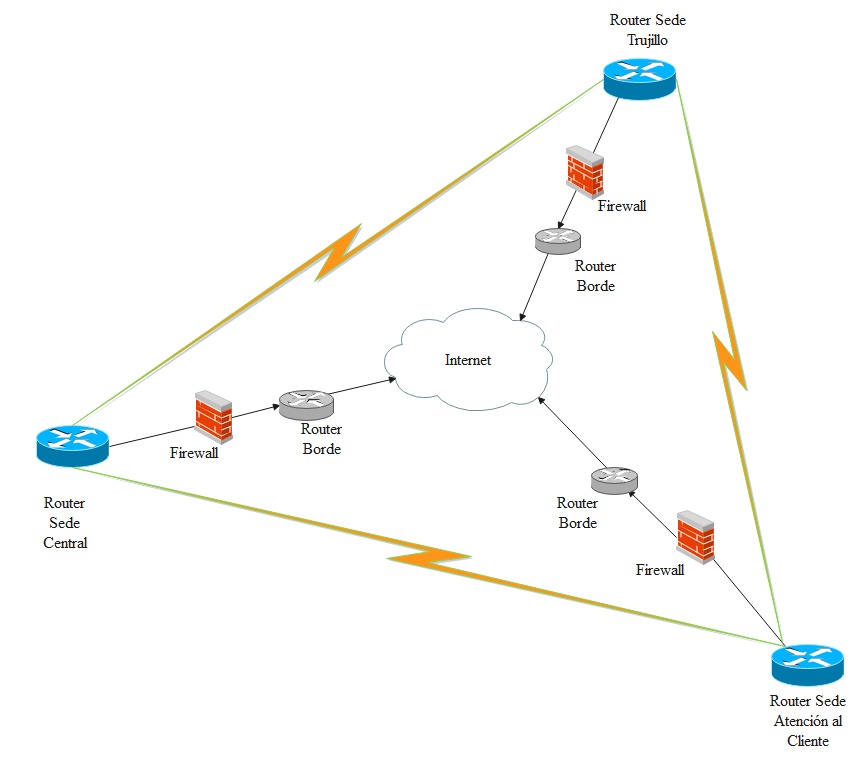 Router Sede
Trujillo
Firewall
Router
Borde
Internet
Router
Borde
Firewall
Router
Sede
Central
Router
Borde
Firewall
Router Sede
Atención al
Cliente